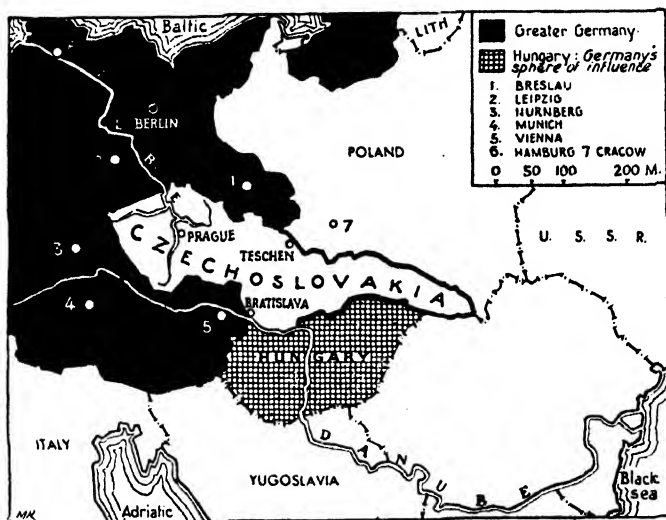 Baltic
LITH
Greater Germany.
Hungary: Germany's
sphere of influence
1. BRESLAU
2. LEIPZIG
3. NURNBERG
4. MUNICH
5. VIENNA
6. HAMBURG 7 CRACOW
0 50 100 200 M.
BERLIN
POLAND
1
7
U. S. S. R.
PRAGUE
TESCHEN
CZECHOSLOVAKIA
3
BRATISLAVA
4
5
HUNGARY
ITALY
DANUBE
YUGOSLAVIA
Black
sea
Adriatic
MK